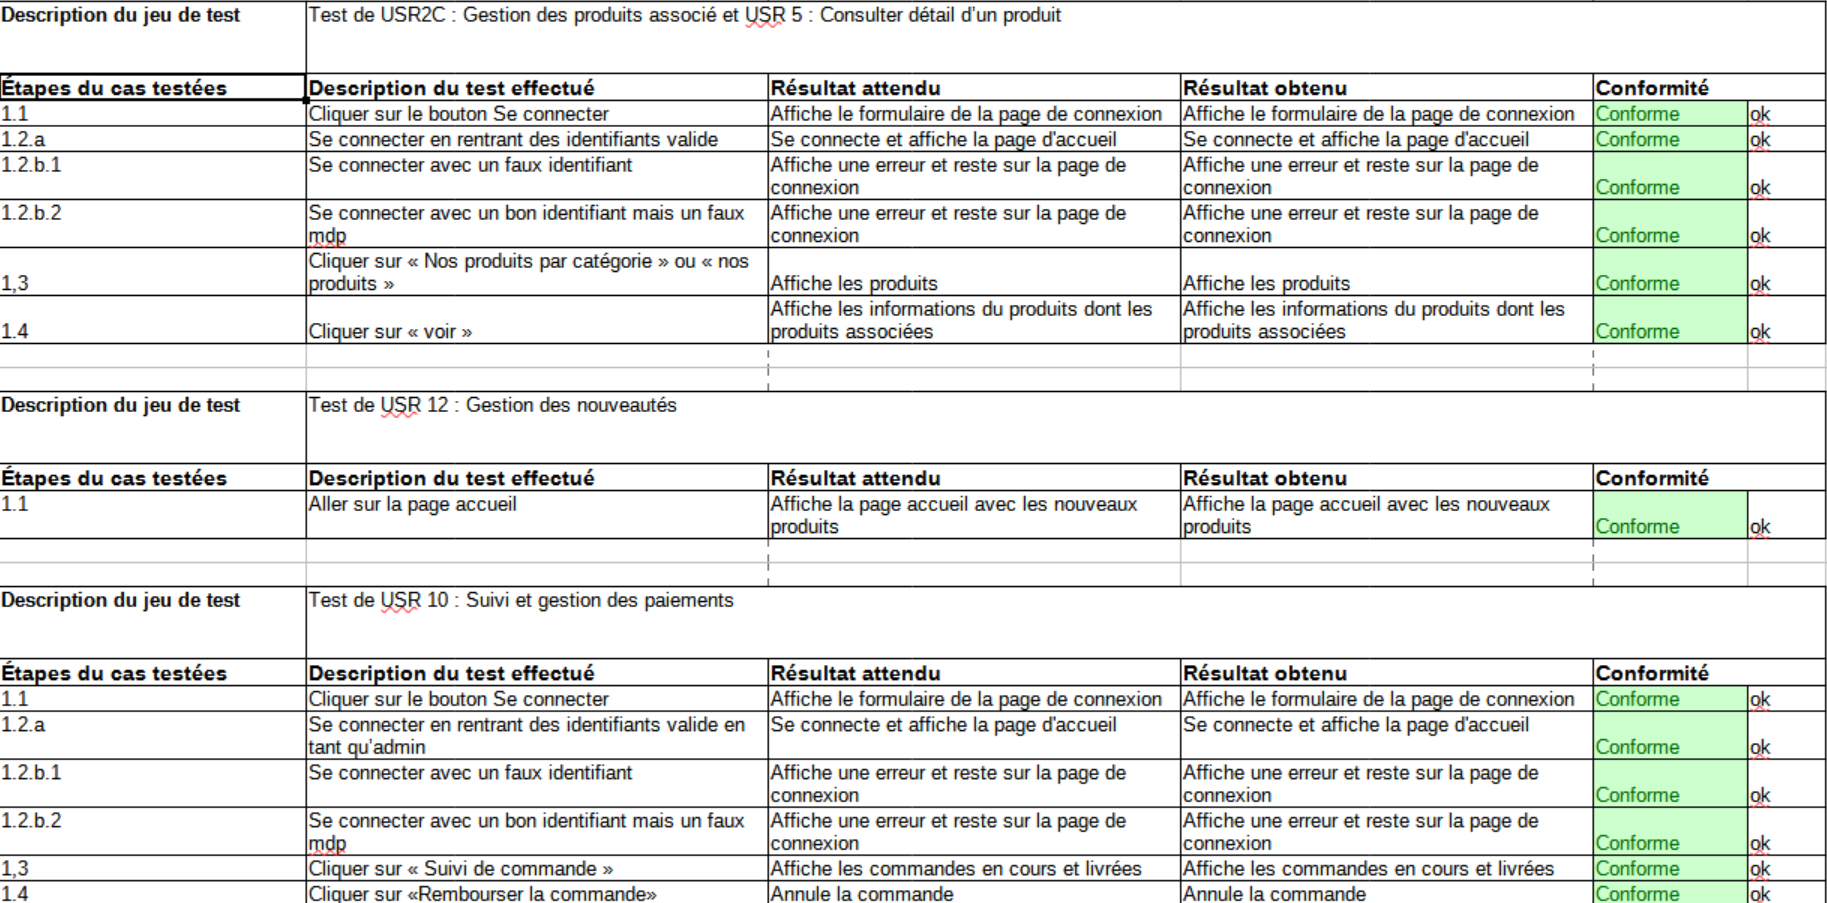 Description du jeu de test Test de USR2C : Gestion des produits associé et USR 5 : Consulter détail d'un produit
Étapes du cas testées Description du test effectué Résultat attendu Résultat obtenu Conformité
1.1 Cliquer sur le bouton Se connecter Affiche le formulaire de la page de connexion Affiche le formulaire de la page de connexion Conforme ok
1.2.a Se connecter en rentrant des identifiants valide Se connecte et affiche la page d'accueil Se connecte et affiche la page d'accueil Conforme ok
1.2.b.1 Se connecter avec un faux identifiant Affiche une erreur et reste sur la page de connexion Affiche une erreur et reste sur la page de connexion Conforme ok
1.2.b.2 Se connecter avec un bon identifiant mais un faux mdp Affiche une erreur et reste sur la page de connexion Affiche une erreur et reste sur la page de connexion Conforme ok
1,3 Cliquer sur « Nos produits par catégorie » ou « nos produits » Affiche les produits Affiche les produits Conforme ok
1.4 Cliquer sur « voir » Affiche les informations du produits dont les produits associées Affiche les informations du produits dont les produits associées Conforme ok
Description du jeu de test Test de USR 12 : Gestion des nouveautés
Étapes du cas testées Description du test effectué Résultat attendu Résultat obtenu Conformité
1.1 Aller sur la page accueil Affiche la page accueil avec les nouveaux produits Affiche la page accueil avec les nouveaux produits Conforme ok
Description du jeu de test Test de USR 10 : Suivi et gestion des paiements
Étapes du cas testées Description du test effectué Résultat attendu Résultat obtenu Conformité
1.1 Cliquer sur le bouton Se connecter Affiche le formulaire de la page de connexion Affiche le formulaire de la page de connexion Conforme ok
1.2.a Se connecter en rentrant des identifiants valide en tant qu'admin Se connecte et affiche la page d'accueil Se connecte et affiche la page d'accueil Conforme ok
1.2.b.1 Se connecter avec un faux identifiant Affiche une erreur et reste sur la page de connexion Affiche une erreur et reste sur la page de connexion Conforme ok
1.2.b.2 Se connecter avec un bon identifiant mais un faux mdp Affiche une erreur et reste sur la page de connexion Affiche une erreur et reste sur la page de connexion Conforme ok
1,3 Cliquer sur « Suivi de commande » Affiche les commandes en cours et livrées Affiche les commandes en cours et livrées Conforme ok
1.4 Cliquer sur «Rembourser la commande» Annule la commande Annule la commande Conforme ok